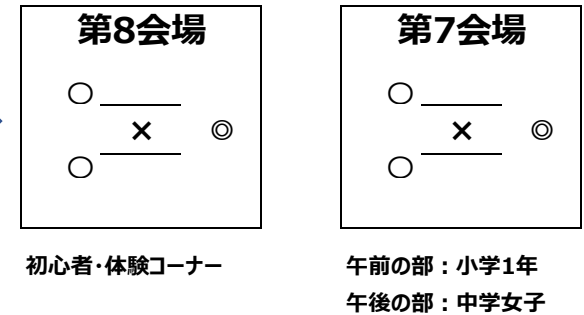 第8会場
第7会場
○
×
◎
○
○
×
◎
○
初心者・体験コーナー
午前の部：小学1年
午後の部：中学女子